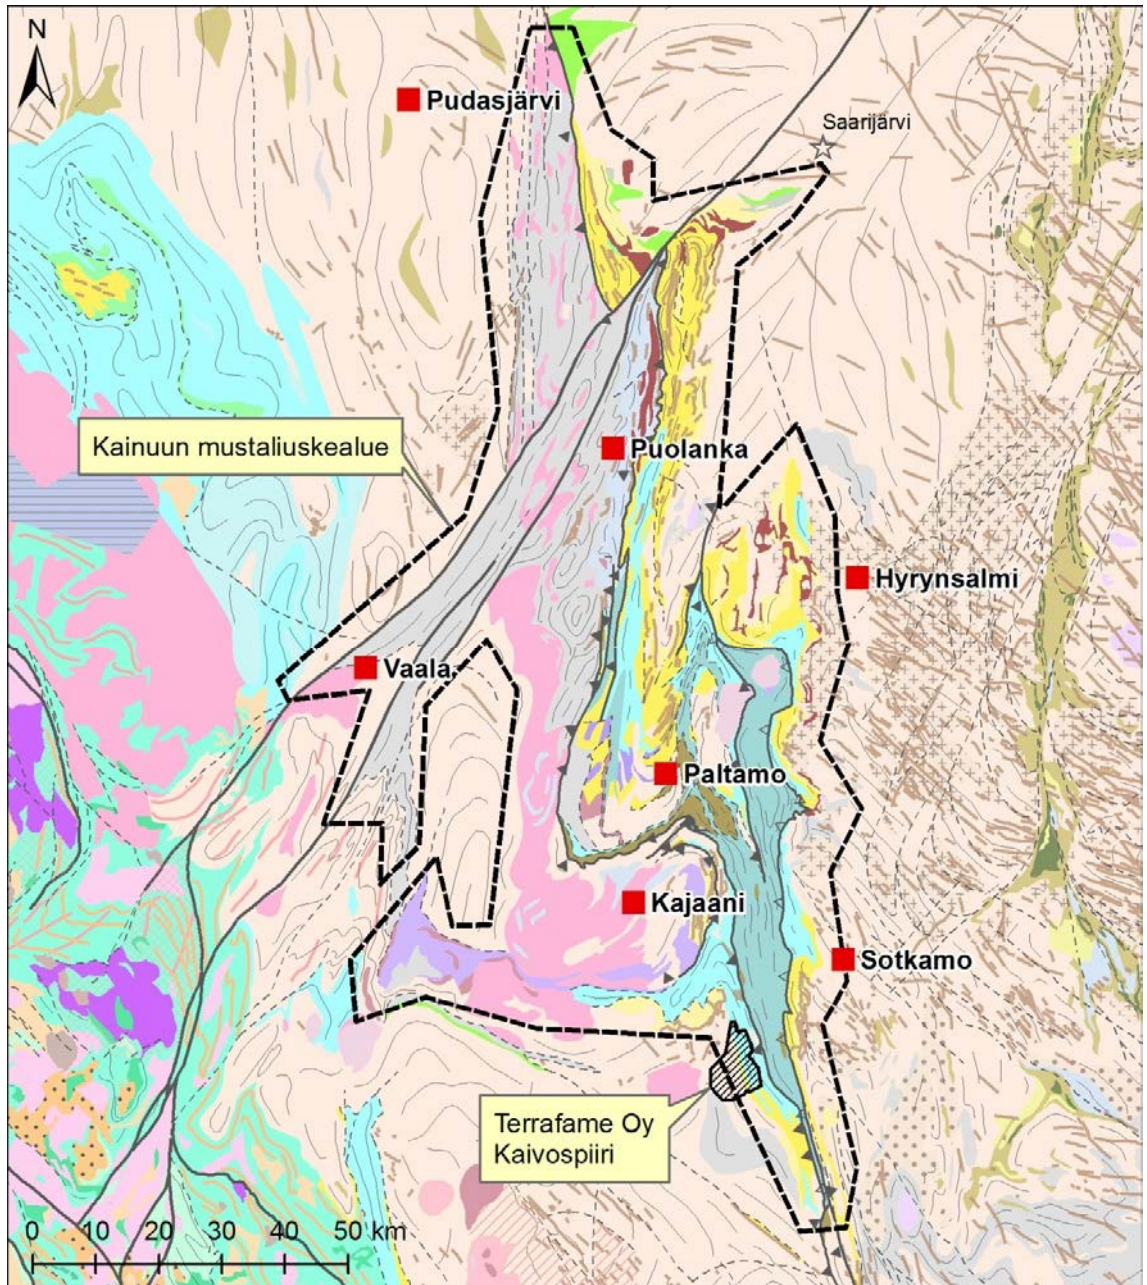 N
Pudasjärvi
Saarijärvi
Kainuun mustaliuskealue
Puolanka
Hyrynsalmi
Vaala
Paltamo
Kajaani
Sotkamo
Terrafame Oy
Kaivospiiri
0 10 20 30 40 50 km